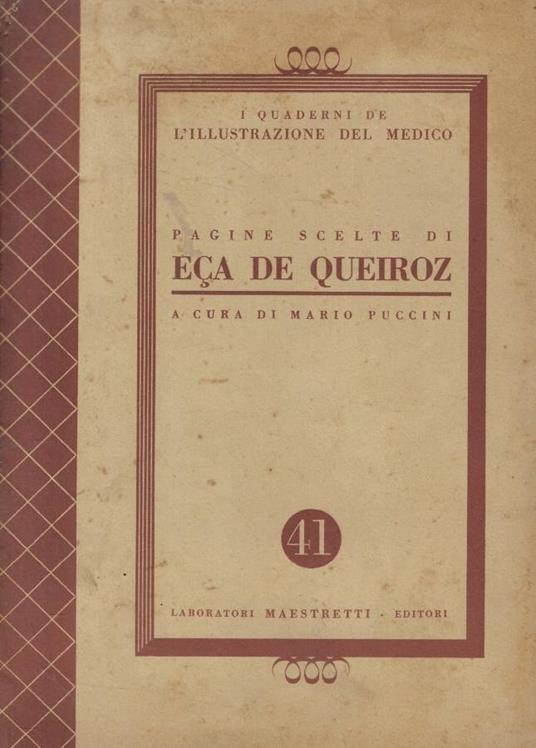 I QUADERNI DE
L'ILLUSTRAZIONE DEL MEDICO
PAGINE SCELTE DI
EÇA DE QUEIROZ
A CURA DI MARIO PUCCINI
41
LABORATORI MAESTRETTI - EDITORI